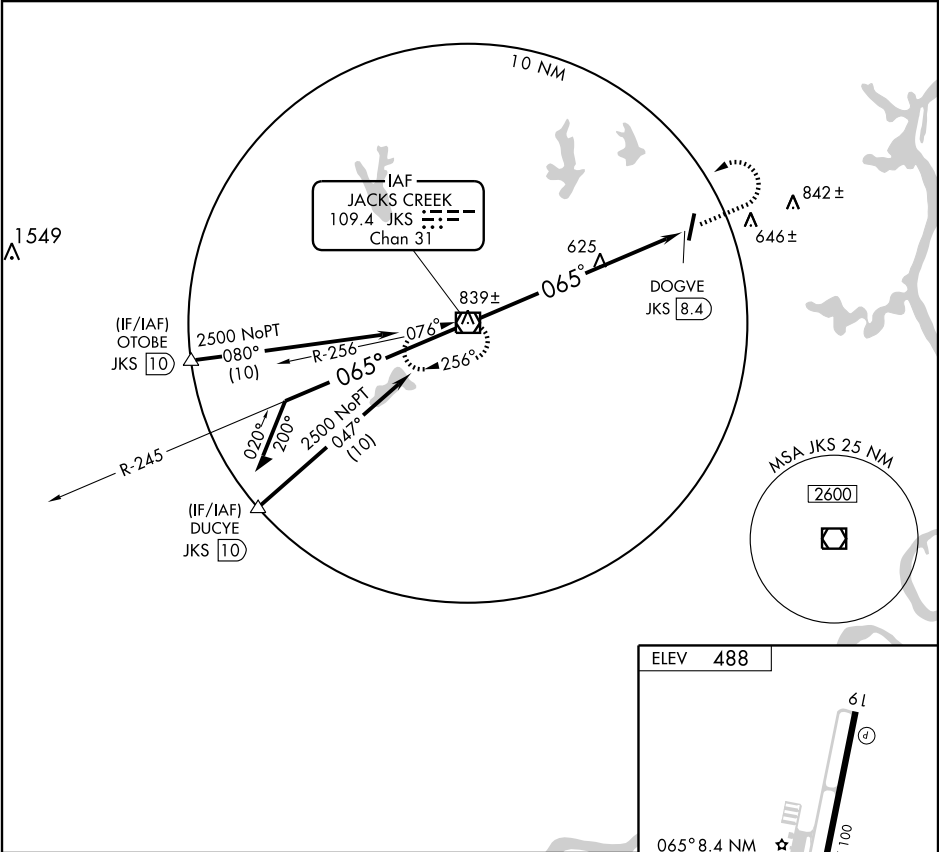 10 NM
IAF
JACKS CREEK
109.4 JKS
Chan 31
1549
842±
646±
625
065°
839±
DOGVE
JKS 8.4
(IF/IAF)
OTOBE
JKS 10
2500 NoPT
080°
(10)
076°
R-256
256°
065°
2500 NoPT
047°
(10)
020°
200°
R-245
(IF/IAF)
DUCYE
JKS 10
MSA JKS 25 NM
2600
ELEV 488
19
P
100
065° 8.4 NM